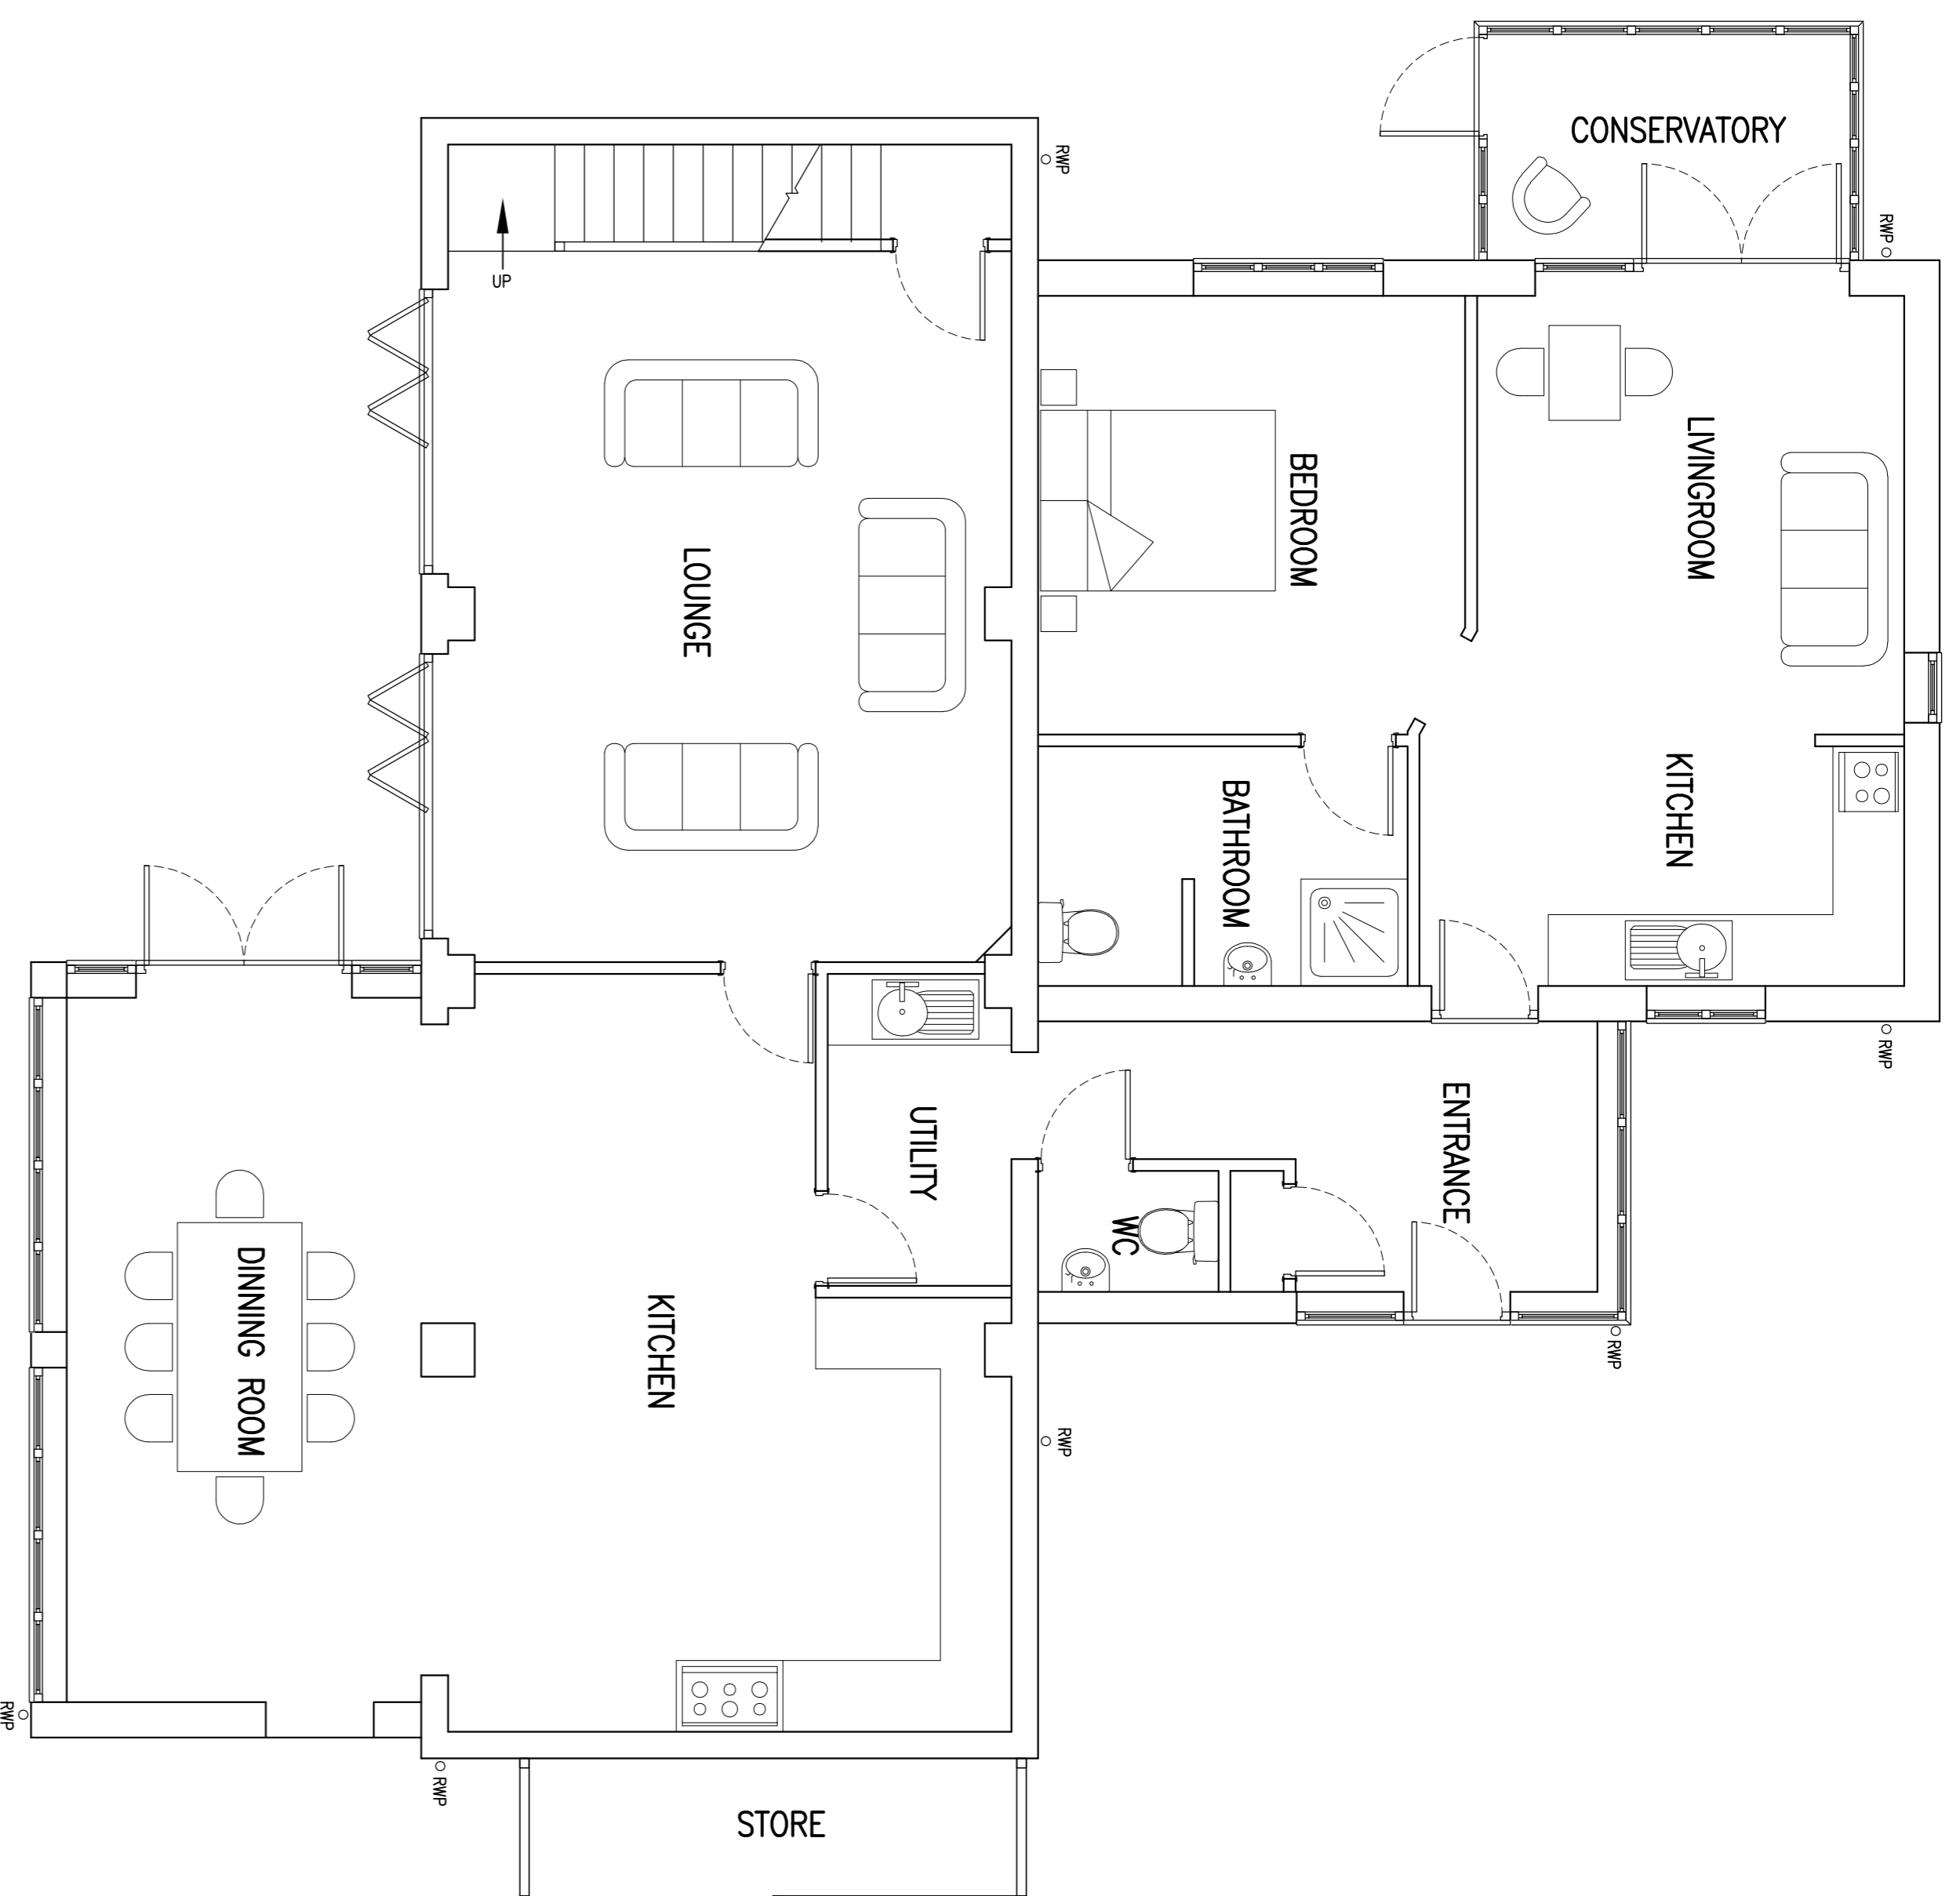 CONSERVATORY
RWP
RWP
UP
LIVINGROOM
BEDROOM
LOUNGE
KITCHEN
BATHROOM
RWP
ENTRANCE
UTILITY
WC
DINNING ROOM
KITCHEN
RWP
RWP
RWP
RWP
STORE